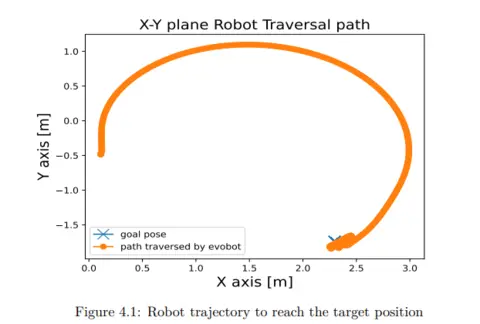 X-Y plane Robot Traversal path
Y axis [m]
1.0
0.5
0.0
−0.5
−1.0
−1.5
goal pose
path traversed by evobot
0.0 0.5 1.0 1.5 2.0 2.5 3.0
X axis [m]
Figure 4.1: Robot trajectory to reach the target position